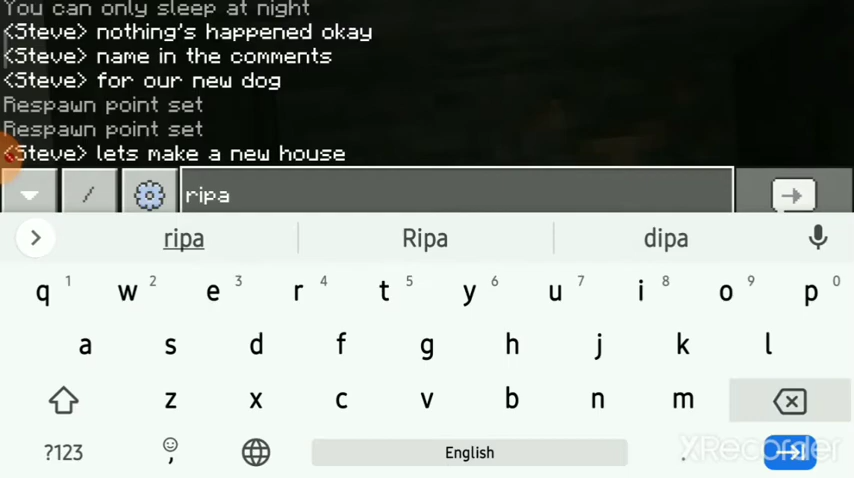 You can only sleep at night
<Steve> nothing's happened okay
<Steve> name in the comments
<Steve> for our new dog
Respawn point set
Respawn point set
<Steve> lets make a new house
/ ripa
ripa Ripa dipa
q 1 w 2 e 3 r 4 t 5 y 6 u 7 i 8 o 9 p 0
a s d f g h j k l
z x c v b n m
?123 , English .
XRecorder